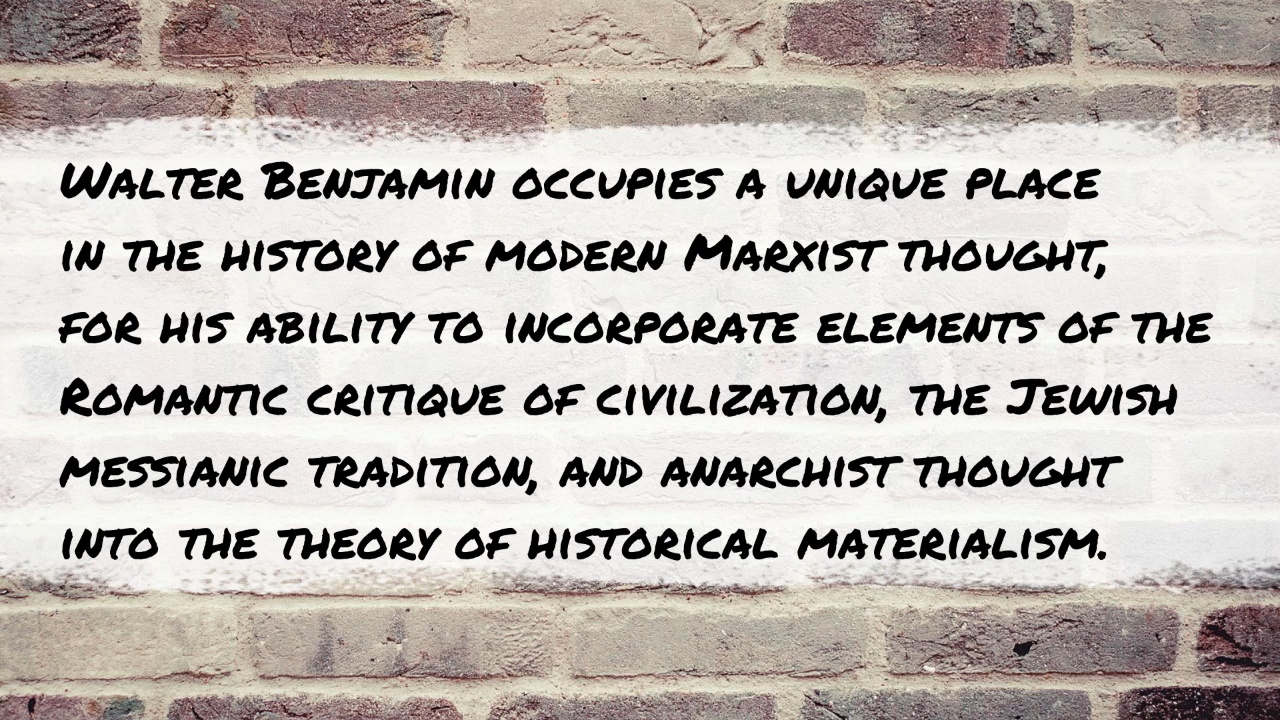 Walter Benjamin occupies a unique place
in the history of modern Marxist thought,
for his ability to incorporate elements of the
Romantic critique of civilization, the Jewish
messianic tradition, and anarchist thought
into the theory of historical materialism.